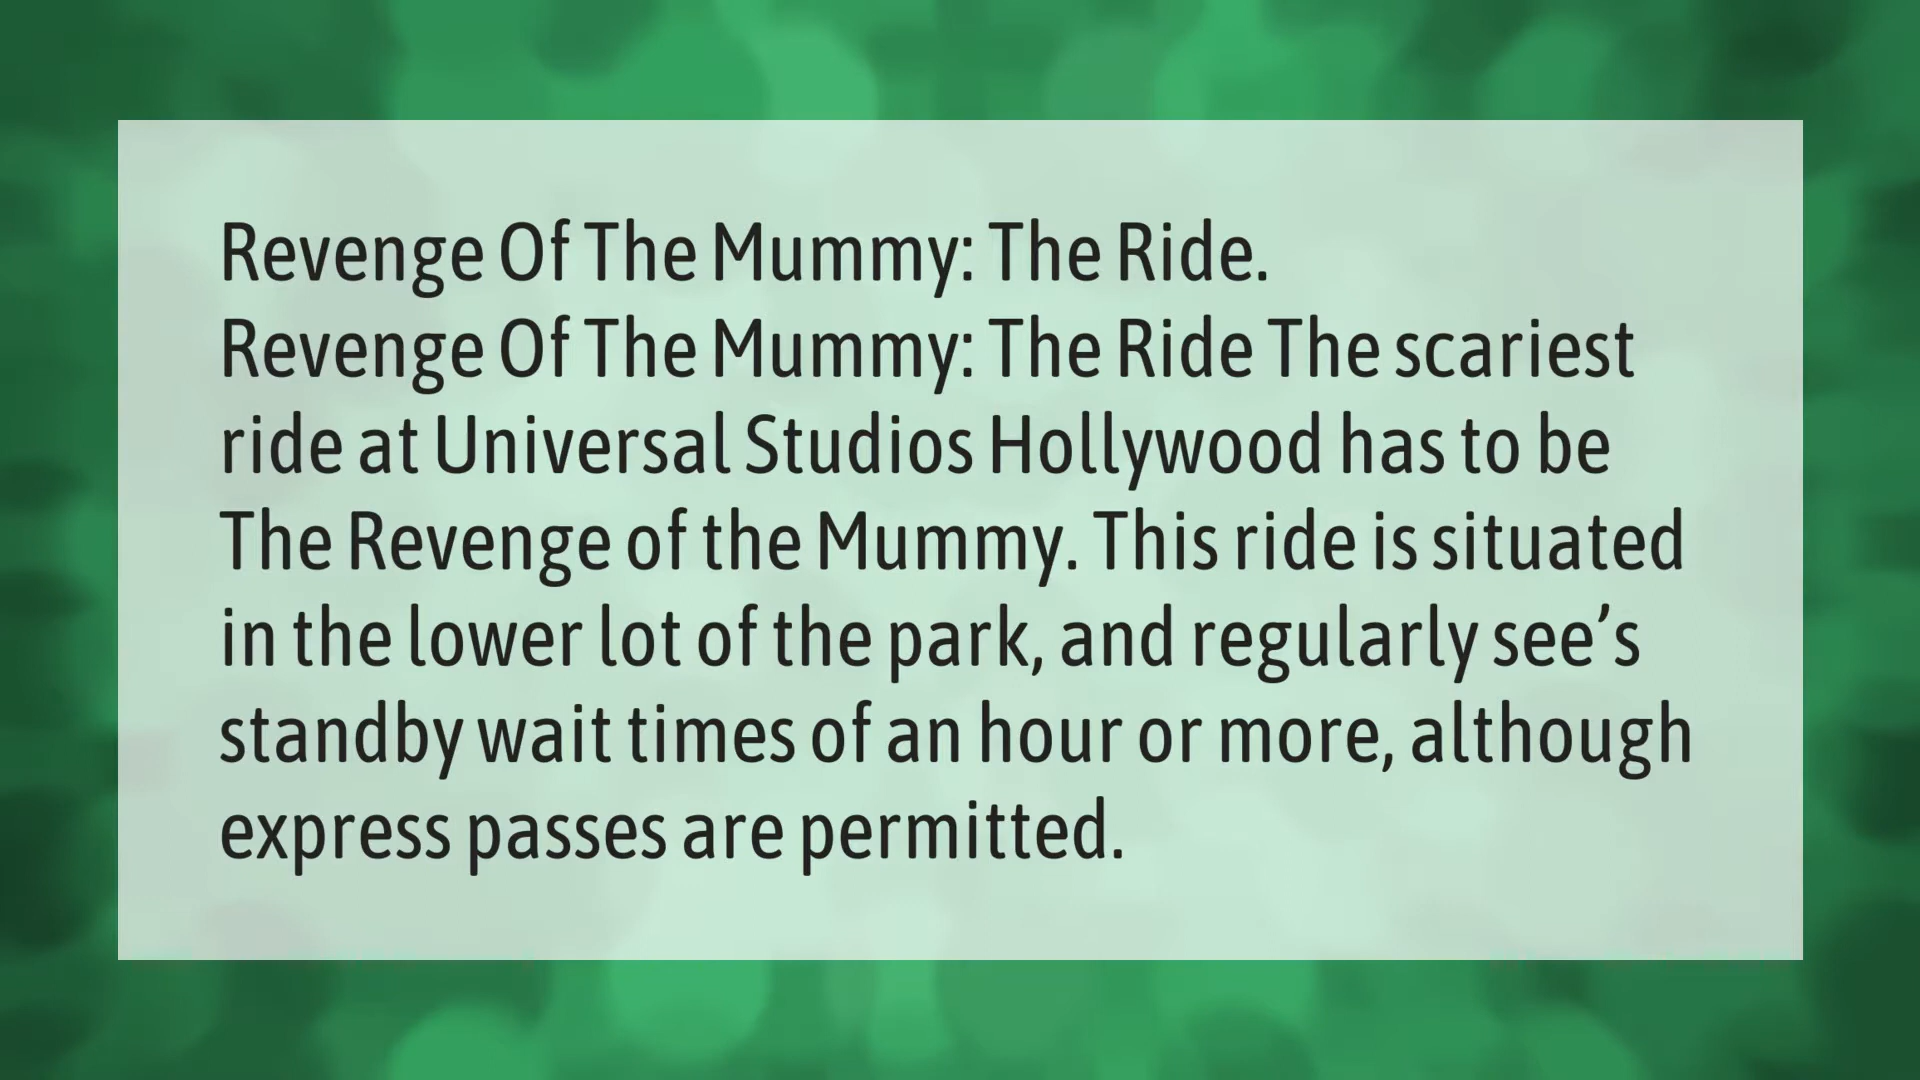 Revenge Of The Mummy: The Ride.
Revenge Of The Mummy: The Ride The scariest
ride at Universal Studios Hollywood has to be
The Revenge of the Mummy. This ride is situated
in the lower lot of the park, and regularly see’s
standby wait times of an hour or more, although
express passes are permitted.